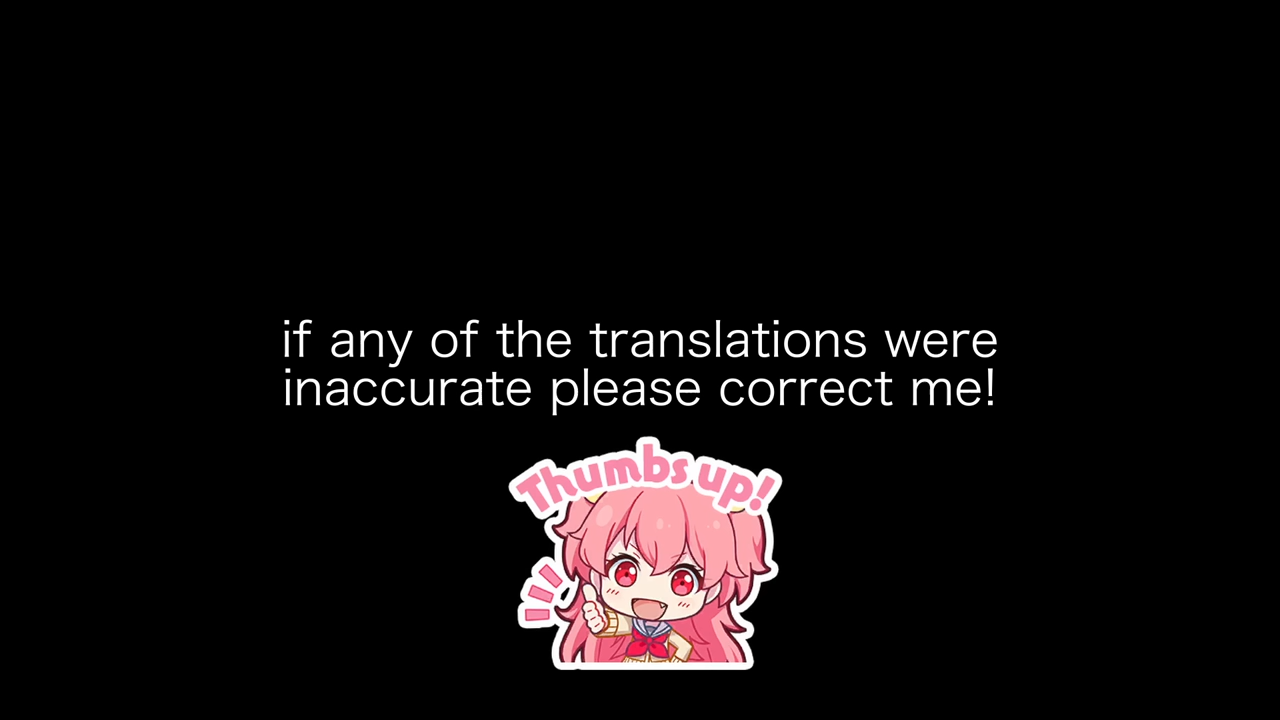 if any of the translations were
inaccurate please correct me!
Thumbs up!